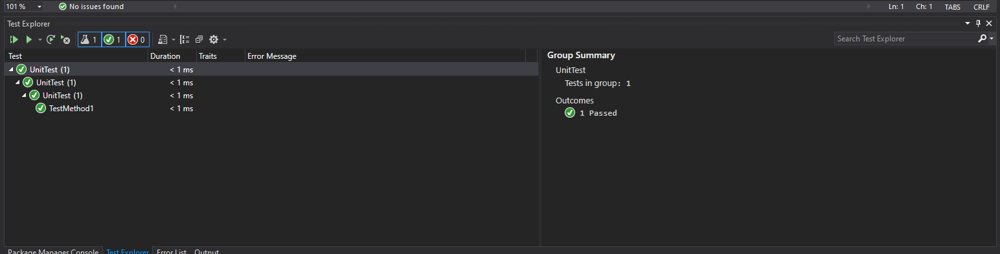 101 % No issues found Ln: 1 Ch: 1 TABS CRLF
Test Explorer
1 1 0 Search Test Explorer
Test Duration Traits Error Message
UnitTest (1) < 1 ms
UnitTest (1) < 1 ms
UnitTest (1) < 1 ms
TestMethod1 < 1 ms
Group Summary
UnitTest
Tests in group: 1
Outcomes
1 Passed
Package Manager Console Test Explorer Error List Output